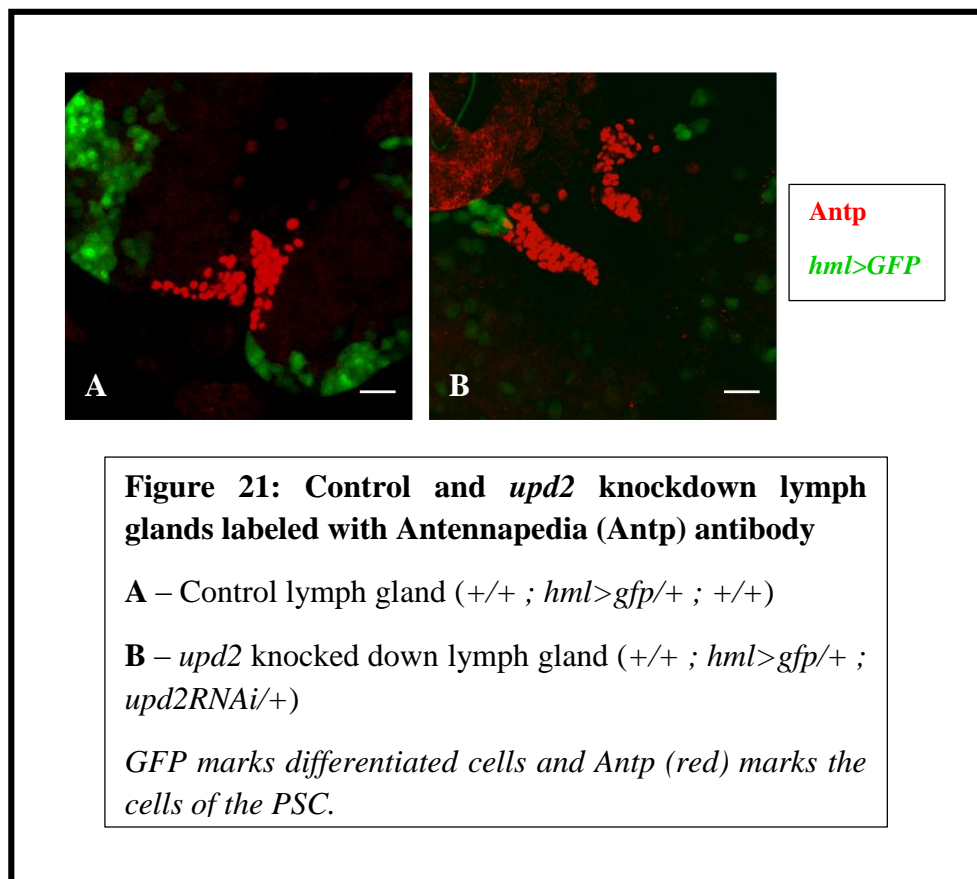 A
B
Antp
hml>GFP
Figure 21: Control and upd2 knockdown lymph
glands labeled with Antennapedia (Antp) antibody
A – Control lymph gland (+/+ ; hml>gfp/+ ; +/+)
B – upd2 knocked down lymph gland (+/+ ; hml>gfp/+ ;
upd2RNAi/+)
GFP marks differentiated cells and Antp (red) marks the
cells of the PSC.